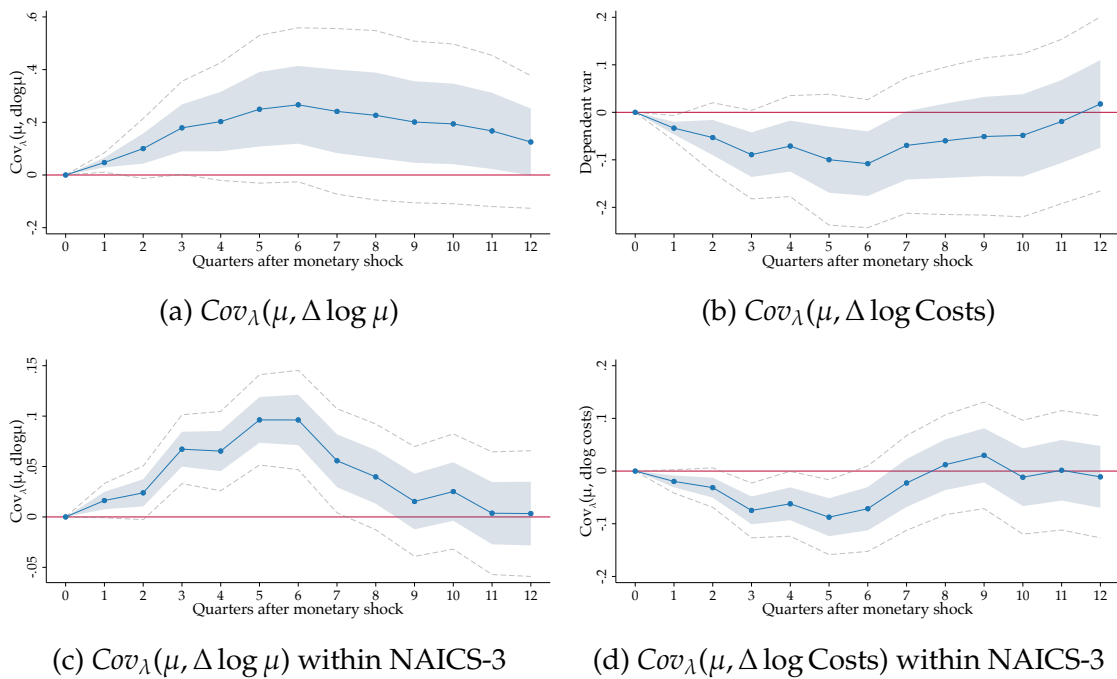 .6
.4
.2
0
-.2
Cov_λ(μ, dlogμ)
0 1 2 3 4 5 6 7 8 9 10 11 12
Quarters after monetary shock
(a) Cov_λ(μ, Δ log μ)
.2
.1
0
-.1
-.2
Dependent var
0 1 2 3 4 5 6 7 8 9 10 11 12
Quarters after monetary shock
(b) Cov_λ(μ, Δ log Costs)
.15
.1
.05
0
-.05
Cov_λ(μ, dlogμ)
0 1 2 3 4 5 6 7 8 9 10 11 12
Quarters after monetary shock
(c) Cov_λ(μ, Δ log μ) within NAICS-3
.2
.1
0
-.1
-.2
Cov_λ(μ, dlog costs)
0 1 2 3 4 5 6 7 8 9 10 11 12
Quarters after monetary shock
(d) Cov_λ(μ, Δ log Costs) within NAICS-3